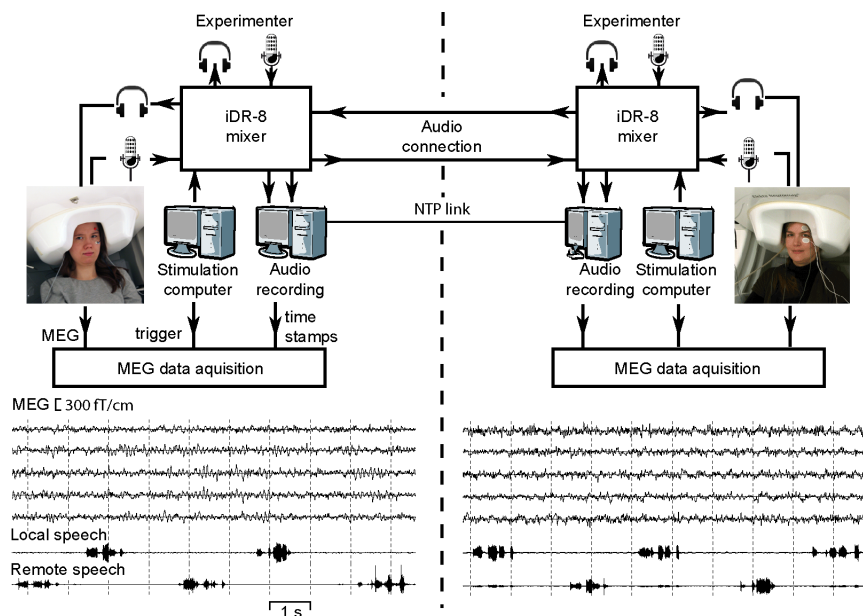 Experimenter
Experimenter
iDR-8
mixer
iDR-8
mixer
Audio
connection
NTP link
Stimulation
computer
Audio
recording
Audio
recording
Stimulation
computer
MEG
trigger
time
stamps
MEG data aquisition
MEG data aquisition
MEG [ 300 fT/cm
Local speech
Remote speech
1 s